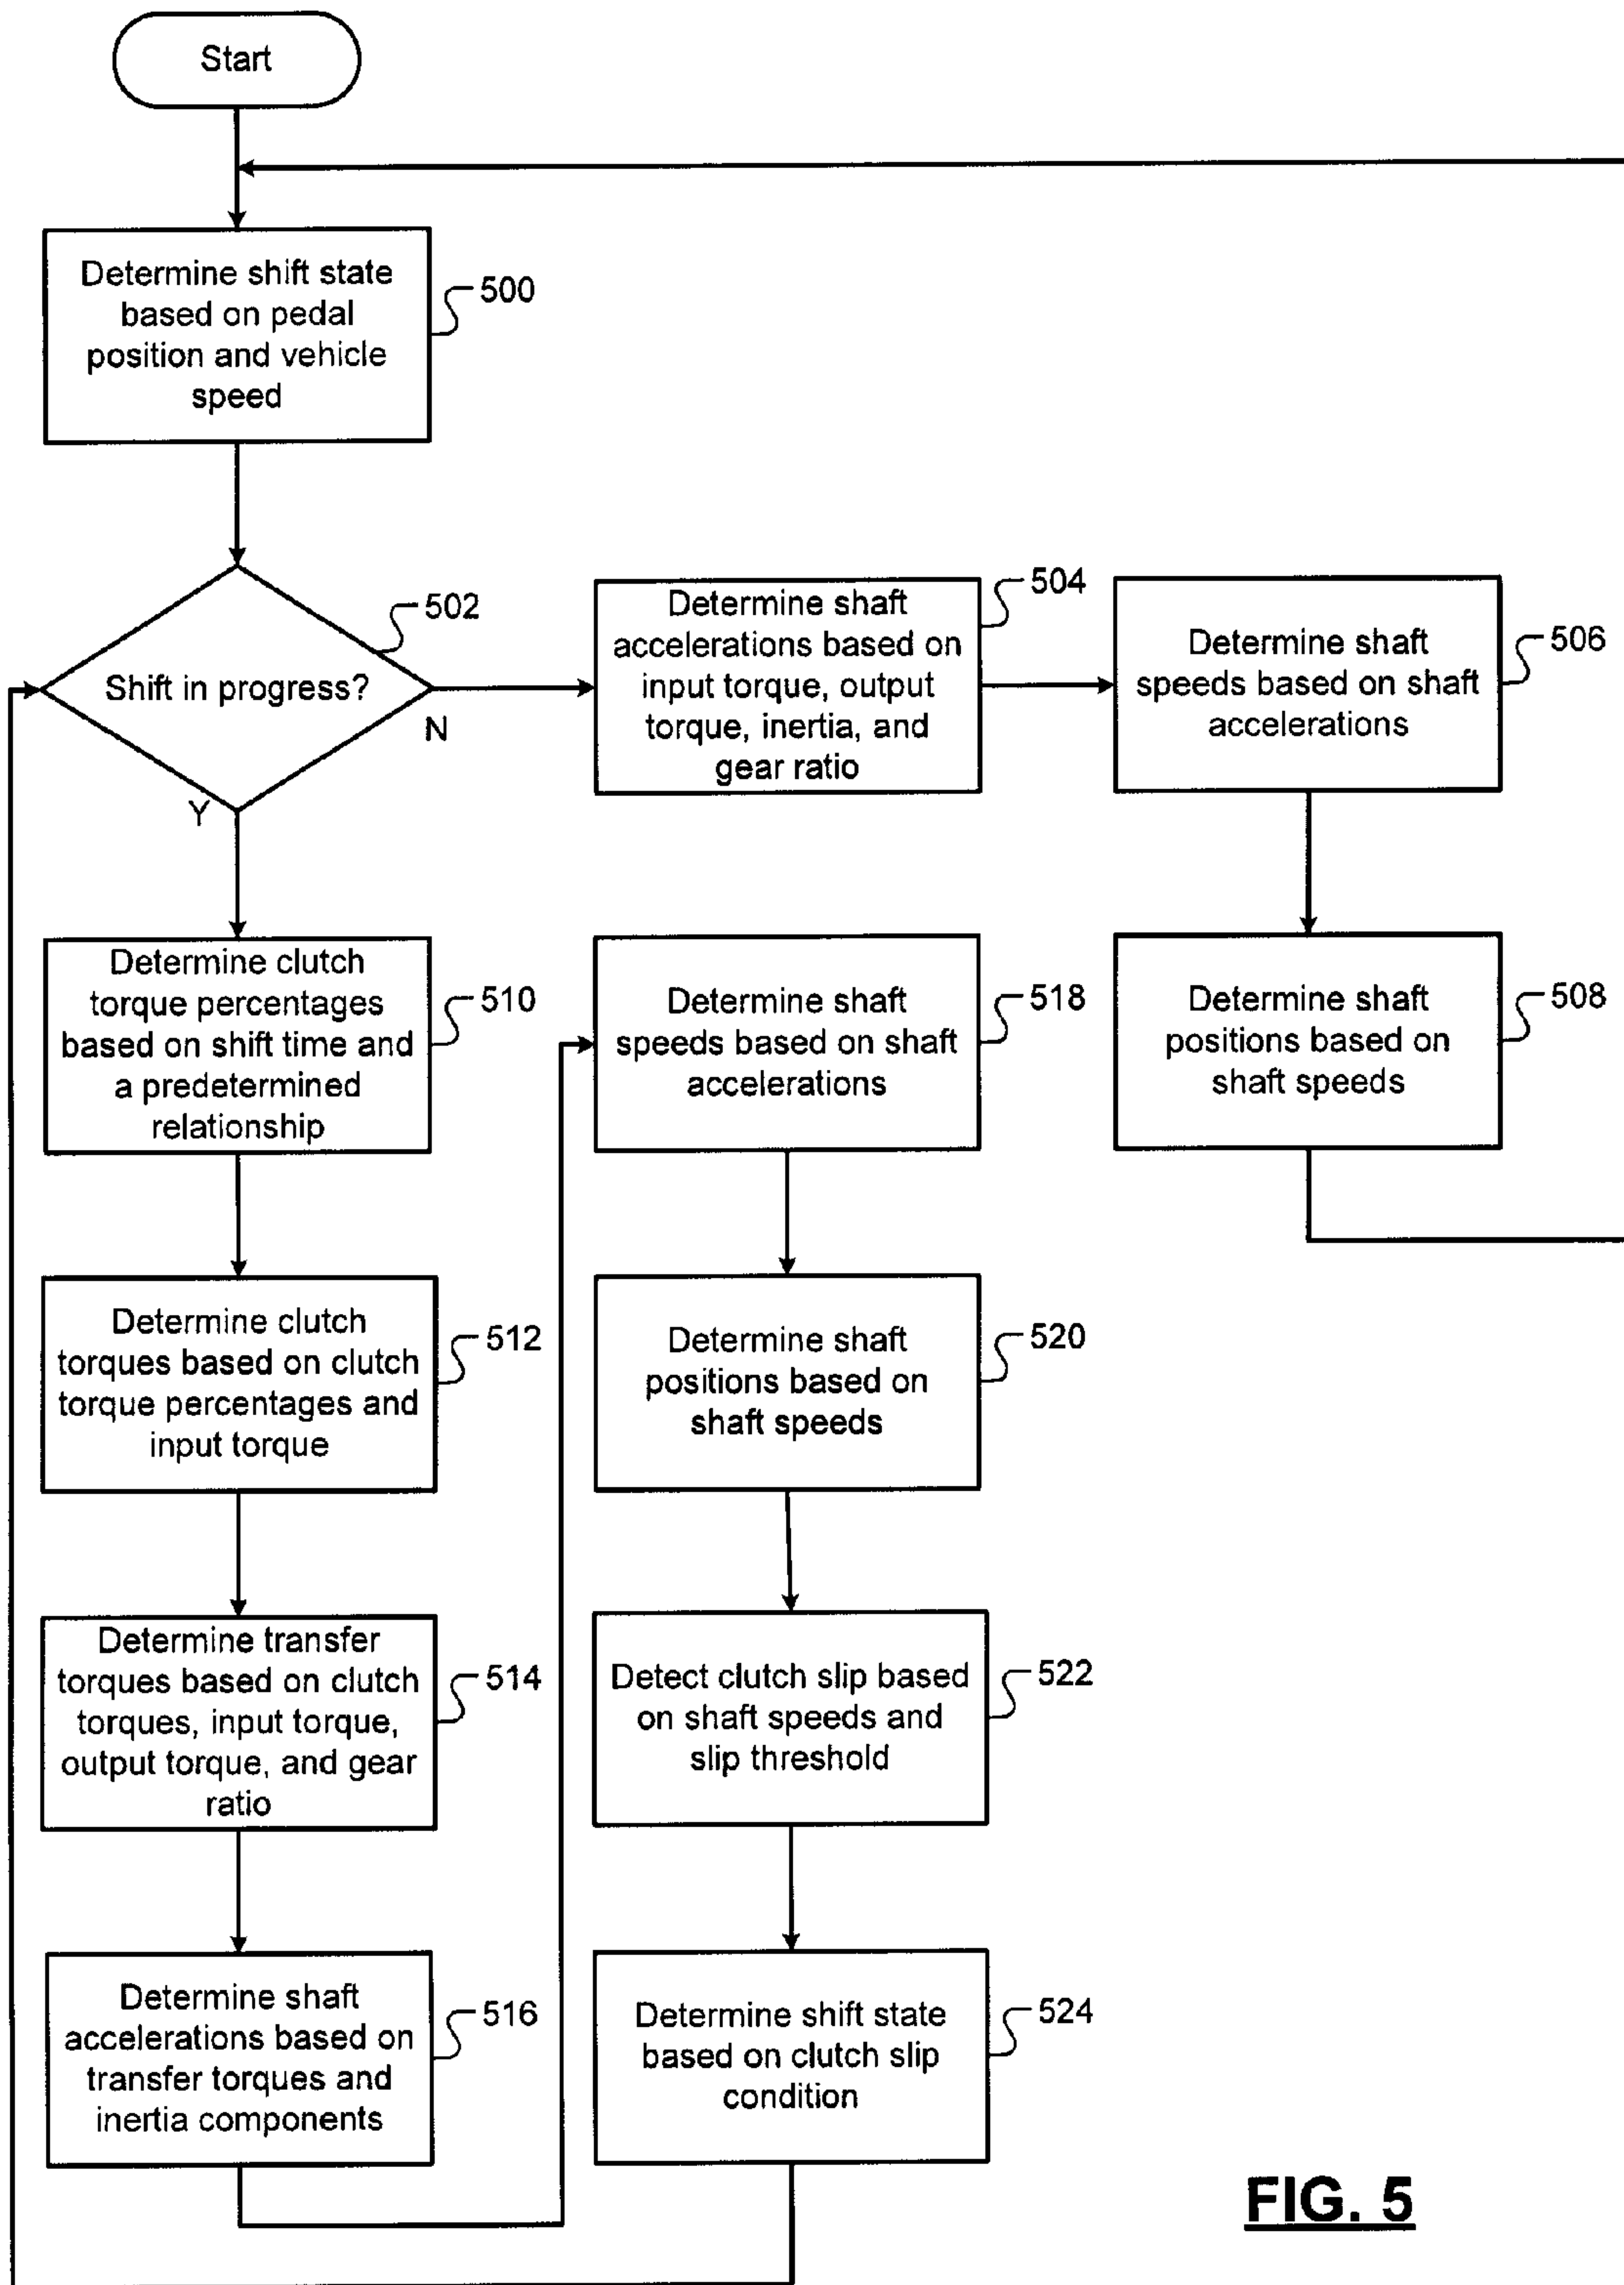 Start
Determine shift state
based on pedal
position and vehicle
speed
500
Shift in progress?
502
N
Y
Determine shaft
accelerations based on
input torque, output
torque, inertia, and
gear ratio
504
Determine shaft
speeds based on shaft
accelerations
506
Determine shaft
positions based on
shaft speeds
508
Determine clutch
torque percentages
based on shift time and
a predetermined
relationship
510
Determine clutch
torques based on clutch
torque percentages and
input torque
512
Determine transfer
torques based on clutch
torques, input torque,
output torque, and gear
ratio
514
Determine shaft
accelerations based on
transfer torques and
inertia components
516
Determine shaft
speeds based on shaft
accelerations
518
Determine shaft
positions based on
shaft speeds
520
Detect clutch slip based
on shaft speeds and
slip threshold
522
Determine shift state
based on clutch slip
condition
524
FIG. 5